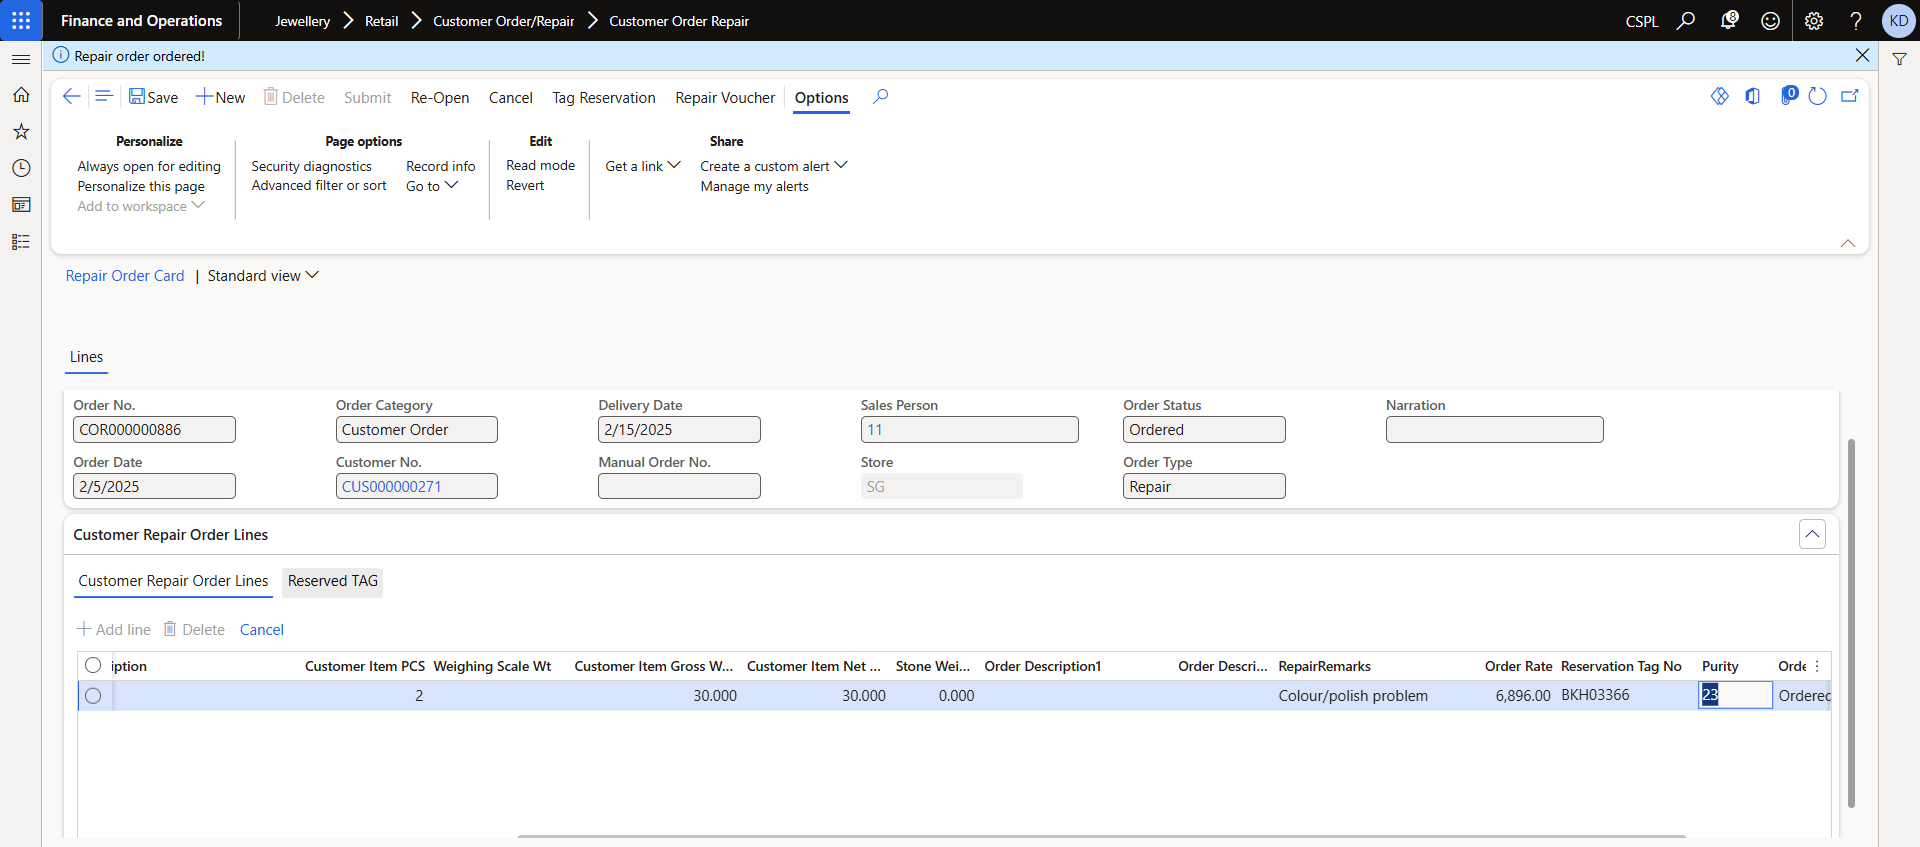 Finance and Operations
Jewellery > Retail > Customer Order/Repair > Customer Order Repair
CSPL
8
?
KD
Repair order ordered!
Save New Delete Submit Re-Open Cancel Tag Reservation Repair Voucher Options
0
Personalize
Always open for editing
Personalize this page
Add to workspace
Page options
Security diagnostics
Advanced filter or sort
Record info
Go to
Edit
Read mode
Revert
Share
Get a link
Create a custom alert
Manage my alerts
Repair Order Card | Standard view
Lines
Order No. Order Category Delivery Date Sales Person Order Status Narration
COR000000886 Customer Order 2/15/2025 11 Ordered
Order Date Customer No. Manual Order No. Store Order Type
2/5/2025 CUS000000271 SG Repair
Customer Repair Order Lines
Customer Repair Order Lines Reserved TAG
Add line Delete Cancel
iption Customer Item PCS Weighing Scale Wt Customer Item Gross W... Customer Item Net ... Stone Wei... Order Description1 Order Descri... RepairRemarks Order Rate Reservation Tag No Purity Orde
2 30.000 30.000 0.000 Colour/polish problem 6,896.00 BKH03366 23 Ordered